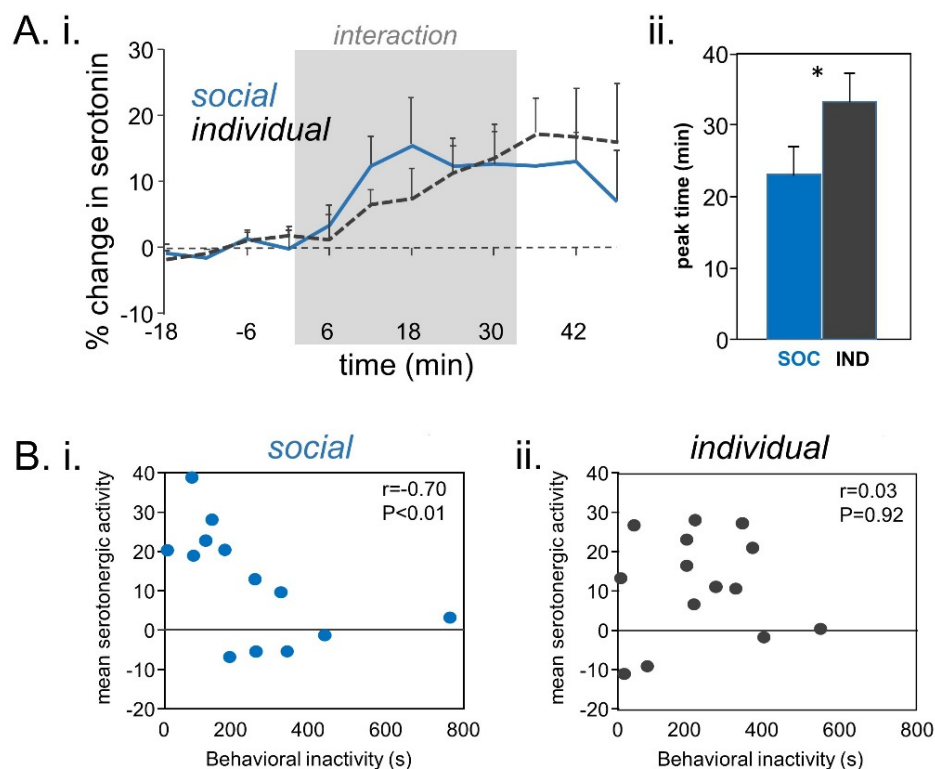 A. i.
interaction
30
20
10
0
-10
social
individual
% change in serotonin
-18
-6
6
18
30
42
time (min)
ii.
40
30
20
10
0
peak time (min)
*
SOC
IND
B. i.
social
40
30
20
10
0
-10
-20
mean serotonergic activity
r=-0.70
P<0.01
0
200
400
600
800
Behavioral inactivity (s)
ii.
individual
40
30
20
10
0
-10
-20
mean serotonergic activity
r=0.03
P=0.92
0
200
400
600
800
Behavioral inactivity (s)